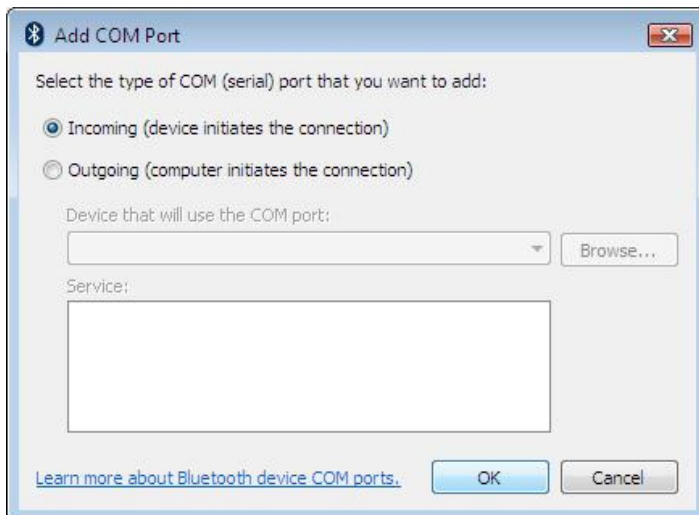 Add COM Port
Select the type of COM (serial) port that you want to add:
Incoming (device initiates the connection)
Outgoing (computer initiates the connection)
Device that will use the COM port:
Browse...
Service:
Learn more about Bluetooth device COM ports.
OK
Cancel